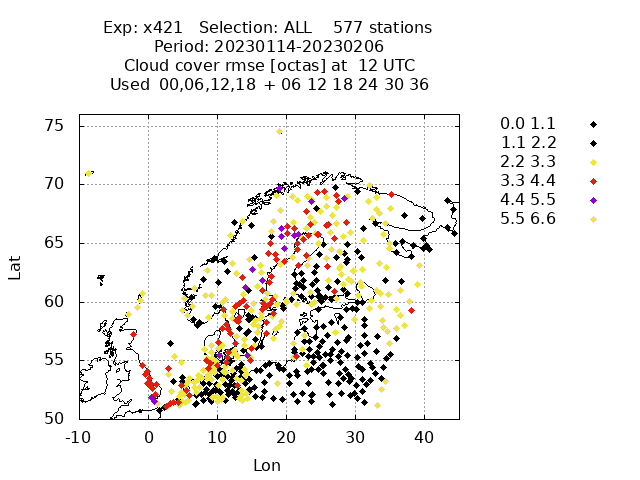 Exp: x421 Selection: ALL 577 stations
Period: 20230114-20230206
Cloud cover rmse [octas] at 12 UTC
Used 00,06,12,18 + 06 12 18 24 30 36
0.0 1.1
1.1 2.2
2.2 3.3
3.3 4.4
4.4 5.5
5.5 6.6
75
70
65
60
55
50
Lat
-10 0 10 20 30 40
Lon